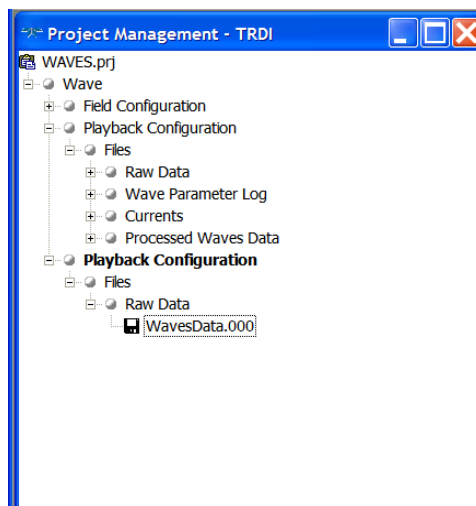 Project Management - TRDI
WAVES.prj
Wave
Field Configuration
Playback Configuration
Files
Raw Data
Wave Parameter Log
Currents
Processed Waves Data
Playback Configuration
Files
Raw Data
WavesData.000